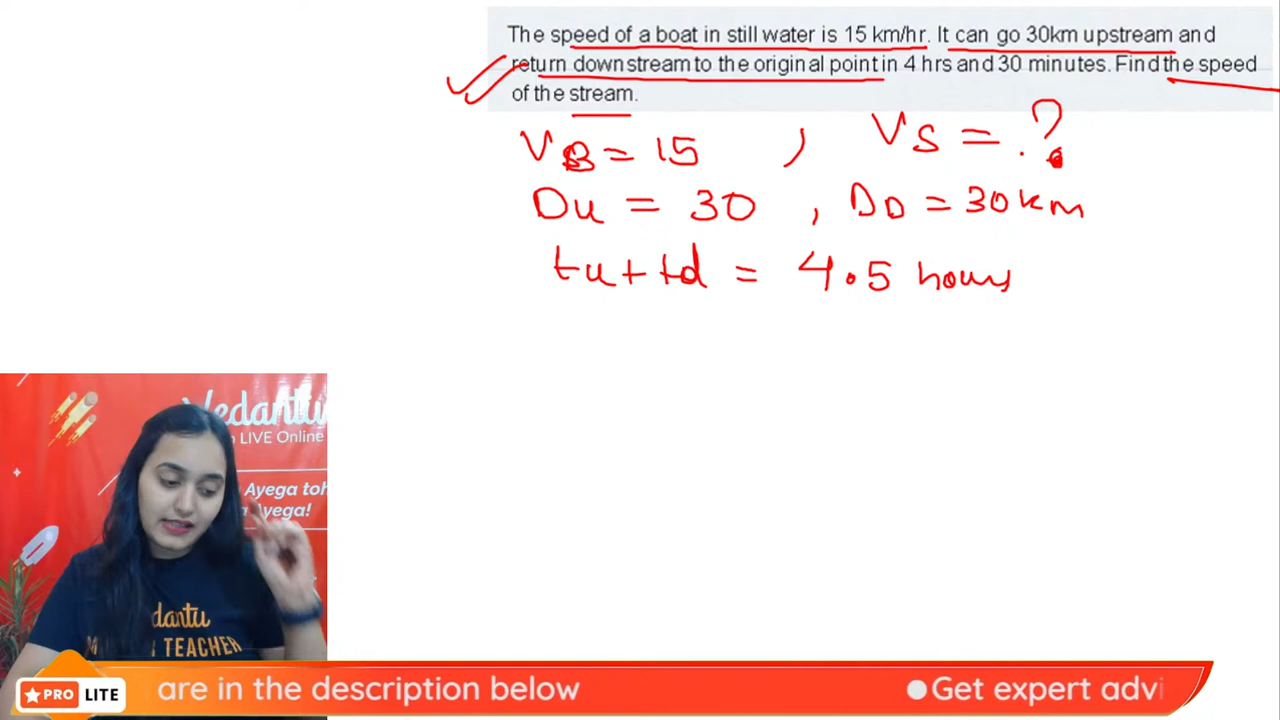 The speed of a boat in still water is 15 km/hr. It can go 30km upstream and
return downstream to the original point in 4 hrs and 30 minutes. Find the speed
of the stream.
VB = 15 , VS = ?
Du = 30 , DD = 30km
tu + td = 4.5 hours
Vedantu
LIVE Online
Ayega toh
Ayega!
dantu
TEACHER
PRO LITE
are in the description below
Get expert advi